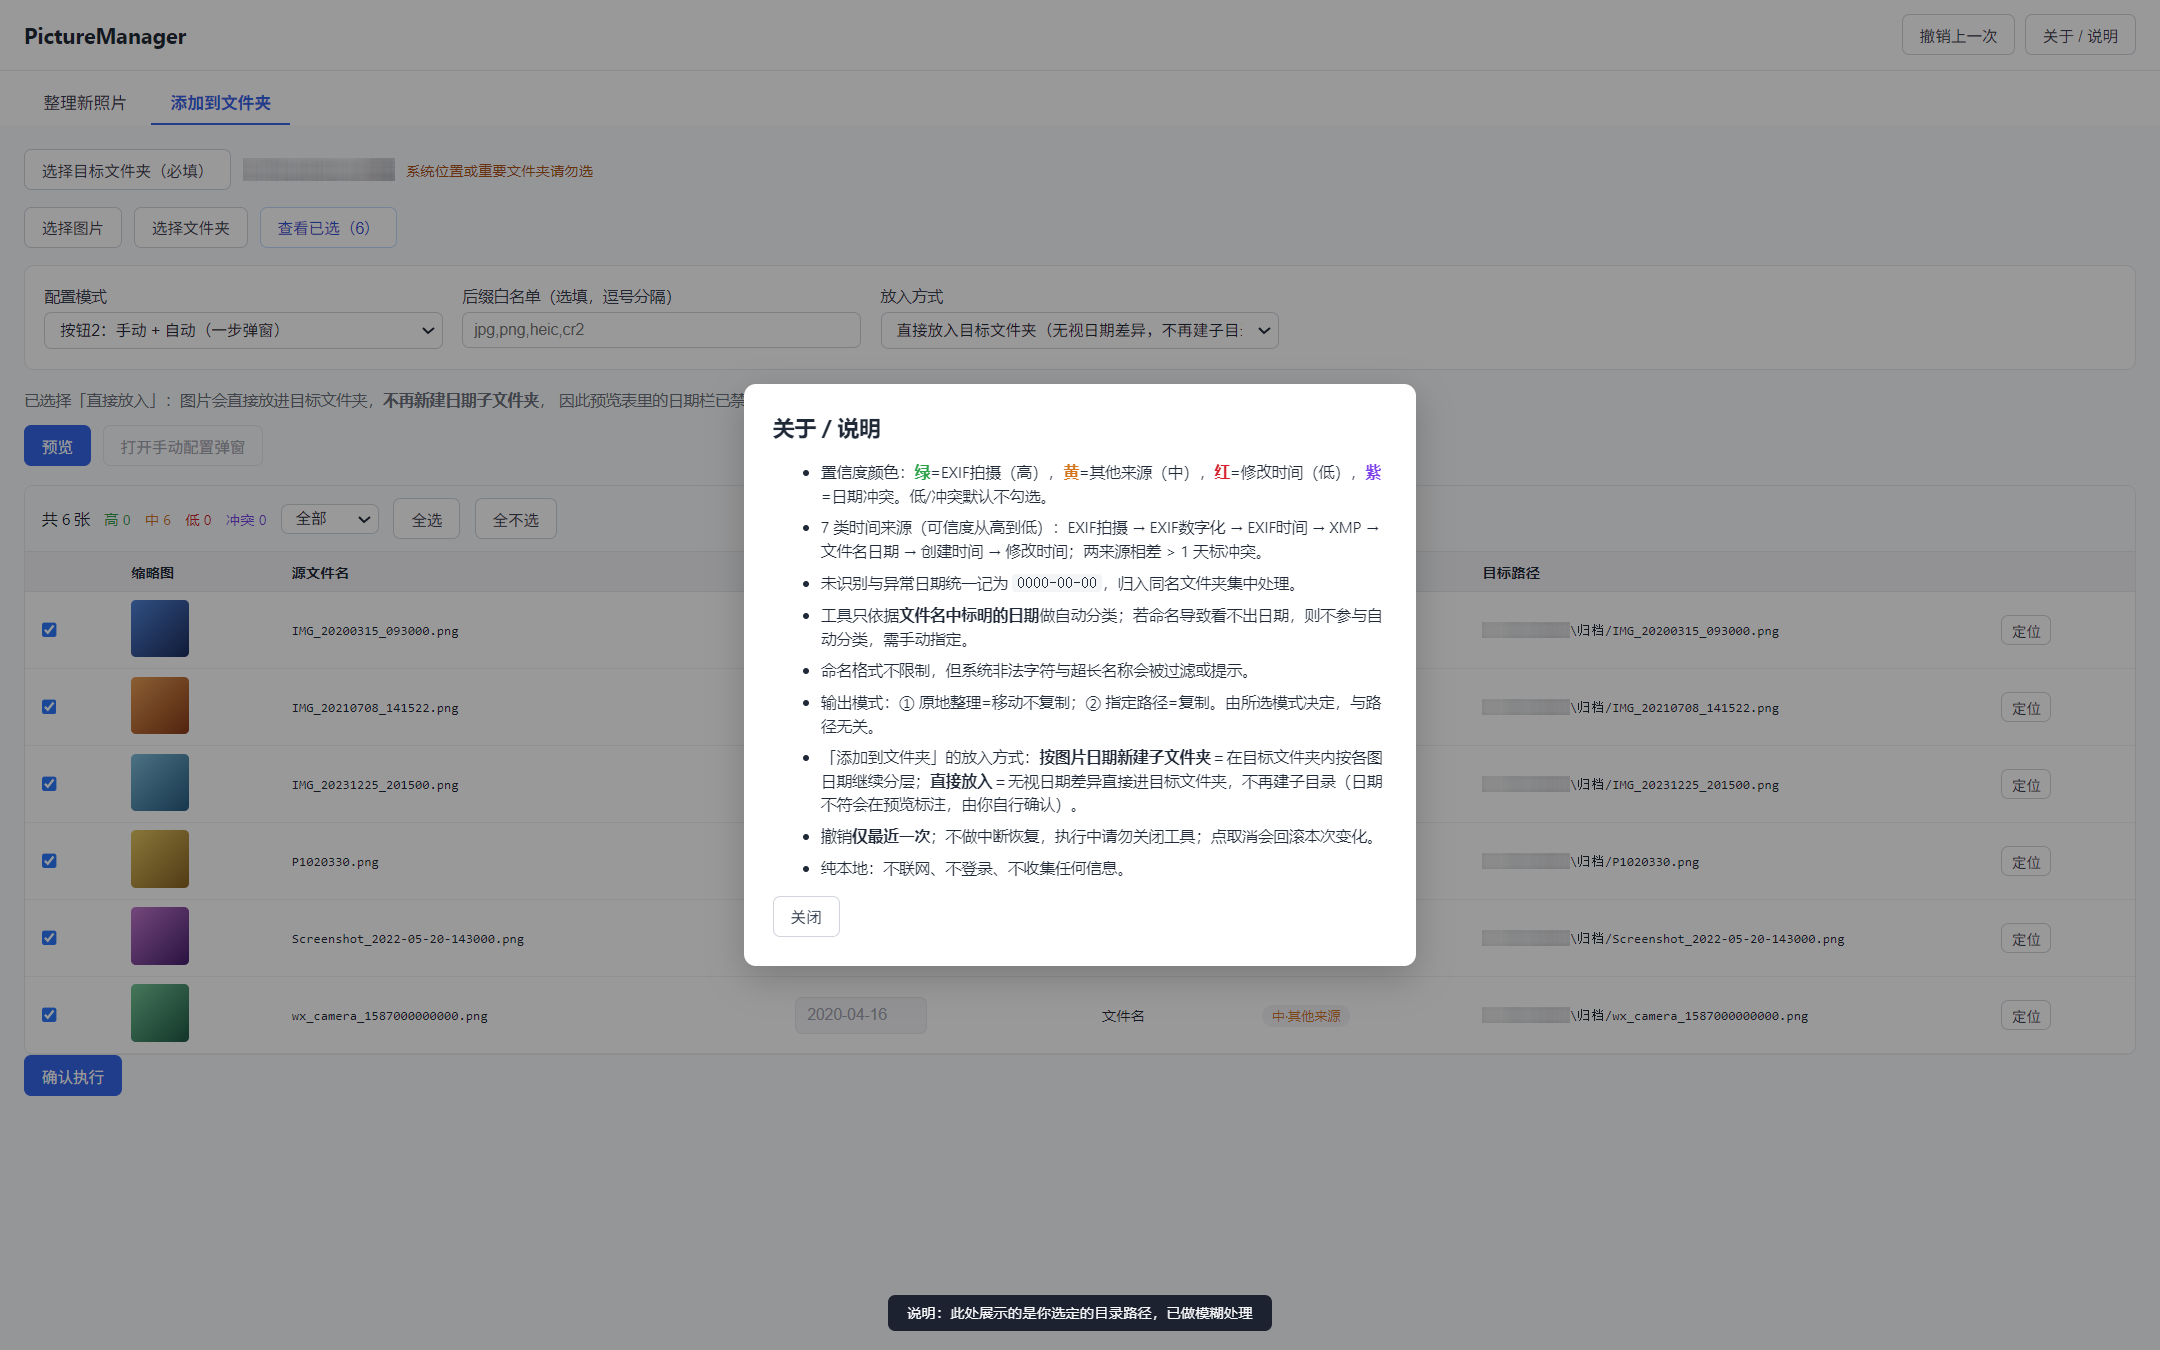 PictureManager
撤销上一次
关于 / 说明
整理新照片
添加到文件夹
选择目标文件夹（必填）
系统位置或重要文件夹请勿选
选择图片
选择文件夹
查看已选（6）
配置模式
后缀白名单（选填，逗号分隔）
放入方式
按钮2：手动 + 自动（一步弹窗）
jpg,png,heic,cr2
直接放入目标文件夹（无视日期差异，不再建子目:
已选择「直接放入」：图片会直接放进目标文件夹，不再新建日期子文件夹， 因此预览表里的日期栏已禁
预览
打开手动配置弹窗
共 6 张 高 0 中 6 低 0 冲突 0
全部
全选
全不选
缩略图
源文件名
目标路径
IMG_20200315_093000.png
\归档/IMG_20200315_093000.png
定位
IMG_20210708_141522.png
\归档/IMG_20210708_141522.png
定位
IMG_20231225_201500.png
\归档/IMG_20231225_201500.png
定位
P1020330.png
\归档/P1020330.png
定位
Screenshot_2022-05-20-143000.png
\归档/Screenshot_2022-05-20-143000.png
定位
wx_camera_1587000000000.png
2020-04-16
文件名
中·其他来源
\归档/wx_camera_1587000000000.png
定位
确认执行
关于 / 说明
置信度颜色：绿=EXIF拍摄（高），黄=其他来源（中），红=修改时间（低），紫
=日期冲突。低/冲突默认不勾选。
7 类时间来源（可信度从高到低）：EXIF拍摄 → EXIF数字化 → EXIF时间 → XMP →
文件名日期 → 创建时间 → 修改时间；两来源相差 > 1 天标冲突。
未识别与异常日期统一记为 0000-00-00，归入同名文件夹集中处理。
工具只依据文件名中标明的日期做自动分类；若命名导致看不出日期，则不参与自
动分类，需手动指定。
命名格式不限制，但系统非法字符与超长名称会被过滤或提示。
输出模式：① 原地整理=移动不复制；② 指定路径=复制。由所选模式决定，与路
径无关。
「添加到文件夹」的放入方式：按图片日期新建子文件夹 = 在目标文件夹内按各图
日期继续分层；直接放入 = 无视日期差异直接进目标文件夹，不再建子目录（日期
不符会在预览标注，由你自行确认）。
撤销仅最近一次；不做中断恢复，执行中请勿关闭工具；点取消会回滚本次变化。
纯本地：不联网、不登录、不收集任何信息。
关闭
说明：此处展示的是你选定的目录路径，已做模糊处理